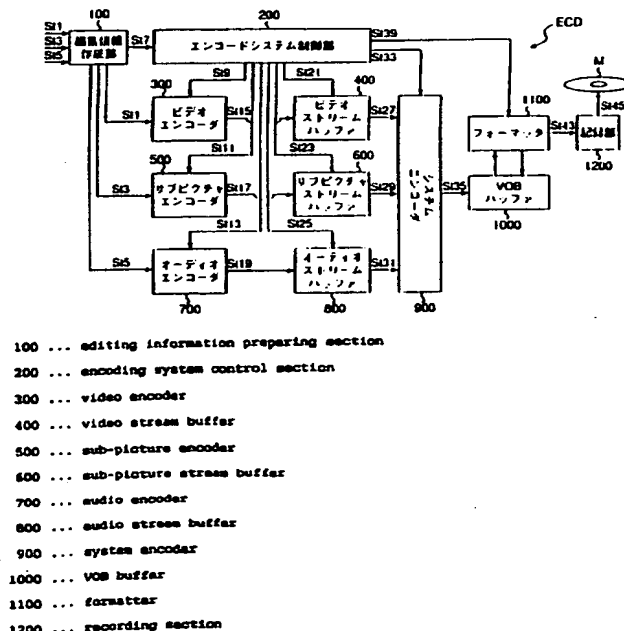 100
200
St39
ECD
St1
St3
St5
編集情報
作成部
St7
エンコードシステム制御部
St33
M
St9
St21
300
400
St45
1100
St1
ビデオ
エンコーダ
St15
ビデオ
ストリーム
バッファ
St27
フォーマッタ
St43
記録部
St11
St23
1200
500
600
St3
サブピクチャ
エンコーダ
St17
サブピクチャ
ストリーム
バッファ
St29
システム
エンコーダ
St35
VOB
バッファ
St13
St25
1000
St5
オーディオ
エンコーダ
St19
オーディオ
ストリーム
バッファ
St31
700
800
900
100 ... editing information preparing section
200 ... encoding system control section
300 ... video encoder
400 ... video stream buffer
500 ... sub-picture encoder
600 ... sub-picture stream buffer
700 ... audio encoder
800 ... audio stream buffer
900 ... system encoder
1000 ... VOB buffer
1100 ... formatter
1200 ... recording section